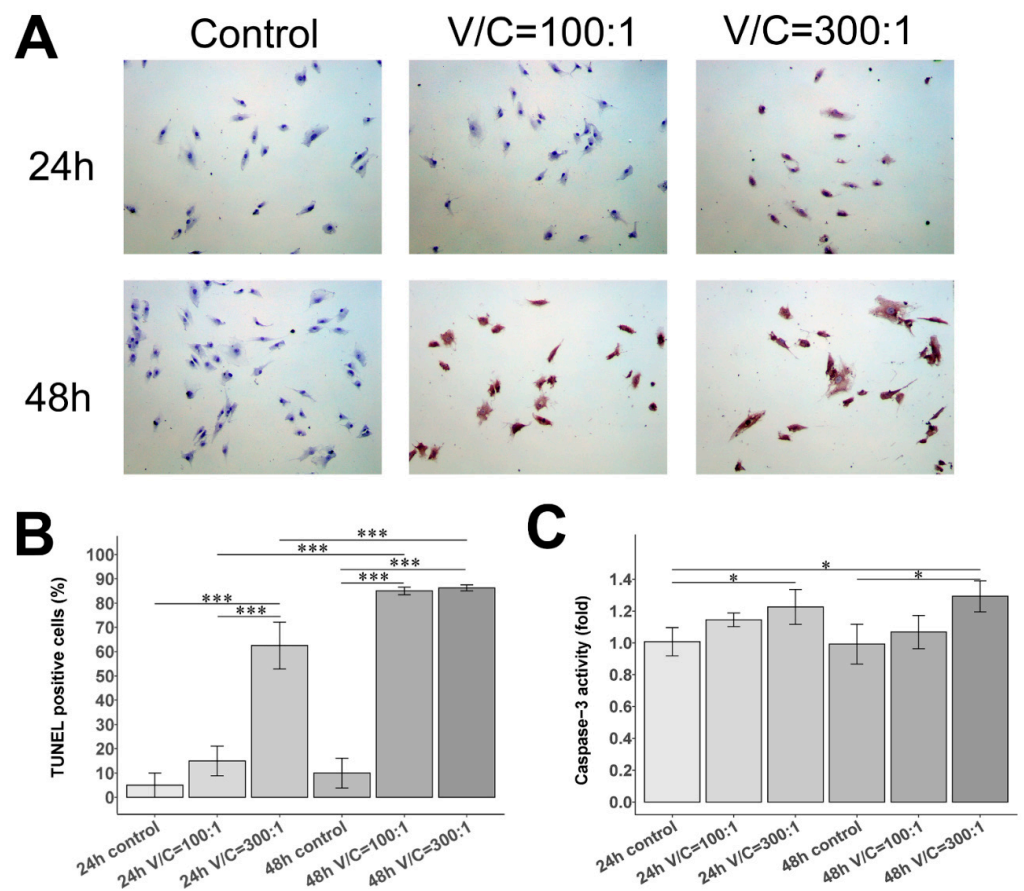 A
Control
V/C=100:1
V/C=300:1
24h
48h
B
TUNEL positive cells (%)
100
90
80
70
60
50
40
30
20
10
0
***
***
***
***
***
***
24h control
24h V/C=100:1
24h V/C=300:1
48h control
48h V/C=100:1
48h V/C=300:1
C
Caspase−3 activity (fold)
1.4
1.2
1.0
0.8
0.6
0.4
0.2
0.0
*
*
*
24h control
24h V/C=100:1
24h V/C=300:1
48h control
48h V/C=100:1
48h V/C=300:1